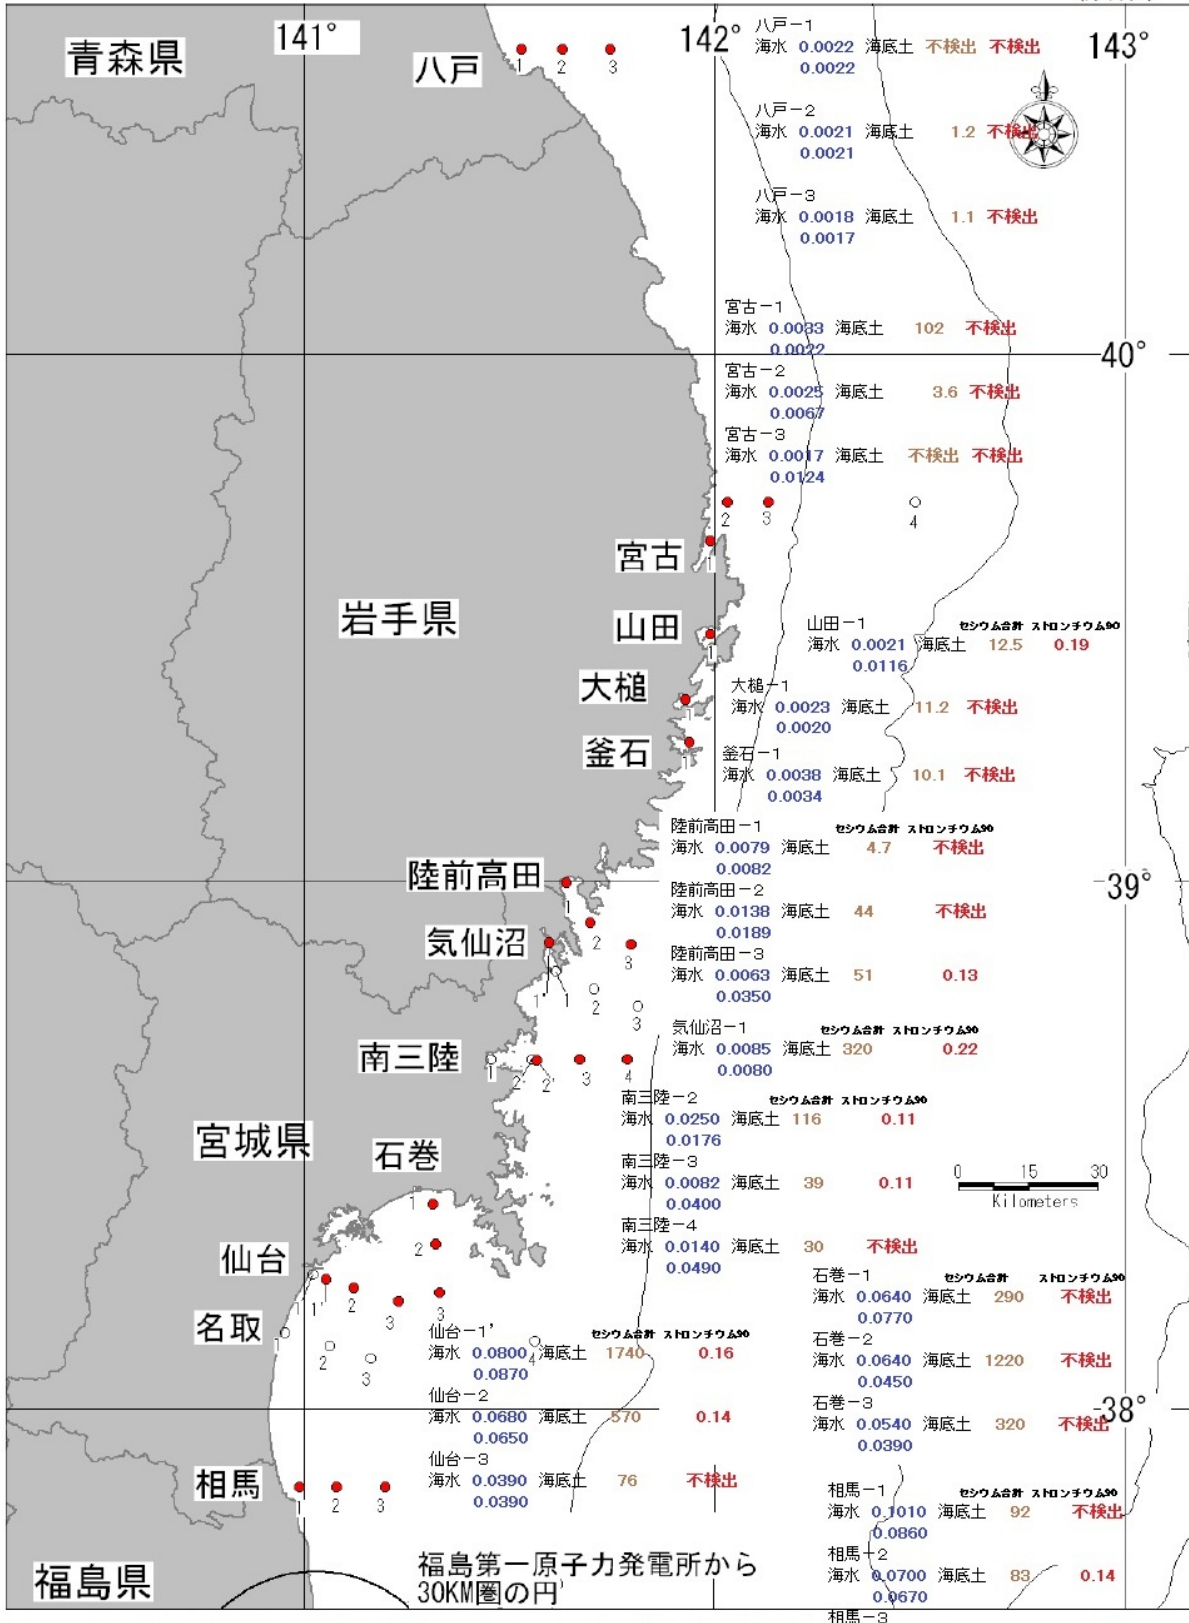 141°
142°
143°
青森県
八戸
1 2 3
八戸-1
海水 0.0022 海底土 不検出 不検出
0.0022
八戸-2
海水 0.0021 海底土 1.2 不検出
0.0021
八戸-3
海水 0.0018 海底土 1.1 不検出
0.0017
宮古-1
海水 0.0033 海底土 102 不検出
0.0022
40°
宮古-2
海水 0.0025 海底土 3.6 不検出
0.0067
宮古-3
海水 0.0017 海底土 不検出 不検出
0.0124
2 3 4
宮古
1
岩手県
山田
1
山田-1 セシウム合計 ストロンチウム90
海水 0.0021 海底土 12.5 0.19
0.0116
大槌
1
大槌-1
海水 0.0023 海底土 11.2 不検出
0.0020
釜石
1
釜石-1
海水 0.0038 海底土 10.1 不検出
0.0034
陸前高田-1 セシウム合計 ストロンチウム90
海水 0.0079 海底土 4.7 不検出
0.0082
陸前高田
1
2
3
39°
陸前高田-2
海水 0.0138 海底土 44 不検出
0.0189
気仙沼
1' 1 2 3
陸前高田-3
海水 0.0063 海底土 51 0.13
0.0350
気仙沼-1 セシウム合計 ストロンチウム90
海水 0.0085 海底土 320 0.22
0.0080
南三陸
1 2 2' 3 4
南三陸-2 セシウム合計 ストロンチウム90
海水 0.0250 海底土 116 0.11
0.0176
宮城県
石巻
1
2
3
南三陸-3
海水 0.0082 海底土 39 0.11
0.0400
0 15 30
Kilometers
南三陸-4
海水 0.0140 海底土 30 不検出
0.0490
仙台
1 1' 2 3
石巻-1 セシウム合計 ストロンチウム90
海水 0.0640 海底土 290 不検出
0.0770
名取
1 2 3
4
仙台-1' セシウム合計 ストロンチウム90
海水 0.0800 海底土 1740 0.16
0.0870
石巻-2
海水 0.0640 海底土 1220 不検出
0.0450
仙台-2
海水 0.0680 海底土 570 0.14
0.0650
石巻-3
海水 0.0540 海底土 320 不検出
0.0390
38°
仙台-3
海水 0.0390 海底土 76 不検出
0.0390
相馬
1 2 3
相馬-1 セシウム合計 ストロンチウム90
海水 0.1010 海底土 92 不検出
0.0860
相馬-2
海水 0.0700 海底土 83 0.14
0.0670
相馬-3
福島県
福島第一原子力発電所から
30KM圏の円